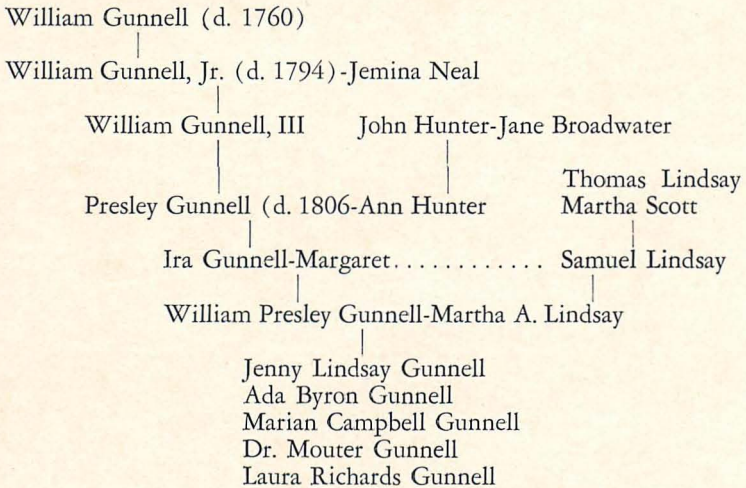 William Gunnell (d. 1760)
William Gunnell, Jr. (d. 1794)-Jemina Neal
William Gunnell, III John Hunter-Jane Broadwater
Thomas Lindsay
Presley Gunnell (d. 1806-Ann Hunter Martha Scott
Ira Gunnell-Margaret. . . . . . . . . . . . Samuel Lindsay
William Presley Gunnell-Martha A. Lindsay
Jenny Lindsay Gunnell
Ada Byron Gunnell
Marian Campbell Gunnell
Dr. Mouter Gunnell
Laura Richards Gunnell